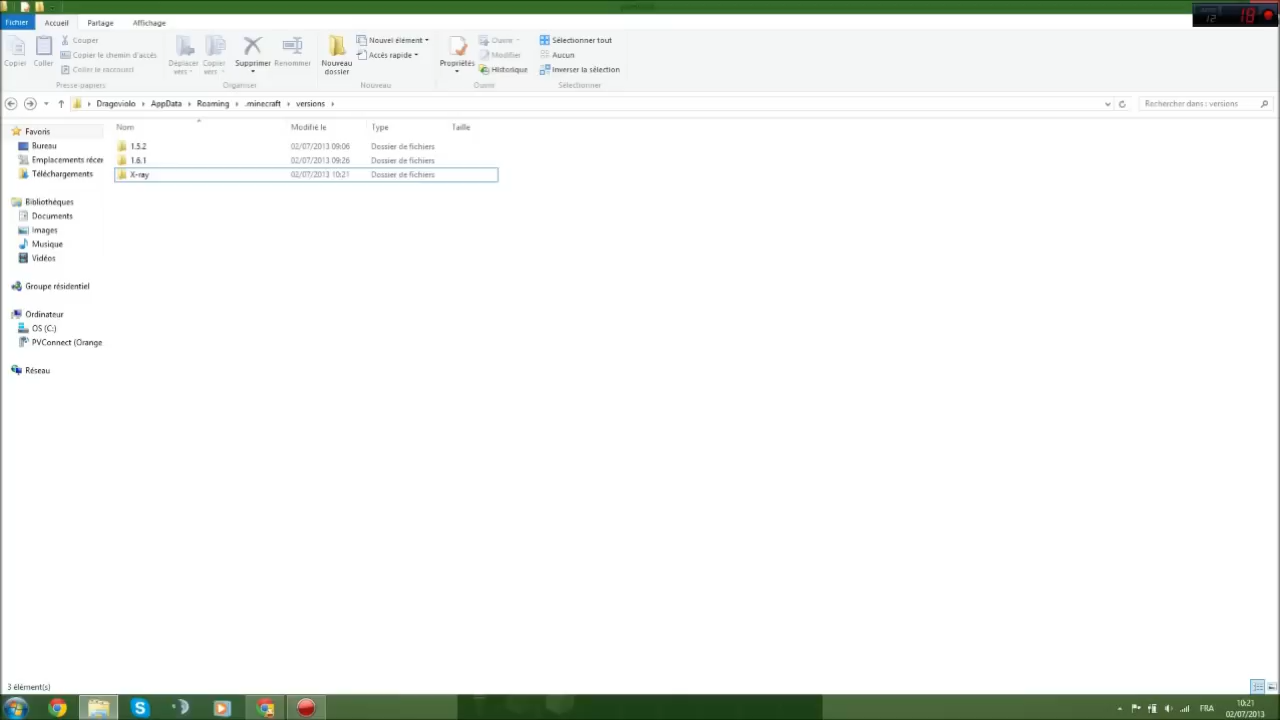 Fichier Accueil Partage Affichage
Copier
Coller
Couper
Copier le chemin d'accès
Coller le raccourci
Presse-papiers
Déplacer vers
Copier vers
Supprimer
Renommer
Organiser
Nouveau dossier
Nouvel élément
Accès rapide
Nouveau
Propriétés
Ouvrir
Modifier
Historique
Ouvrir
Sélectionner tout
Aucun
Inverser la sélection
Sélectionner
12 18
Dragoviolo AppData Roaming .minecraft versions
Rechercher dans : versions
Nom Modifié le Type Taille
1.5.2 02/07/2013 09:06 Dossier de fichiers
1.6.1 02/07/2013 09:26 Dossier de fichiers
X-ray 02/07/2013 10:21 Dossier de fichiers
Favoris
Bureau
Emplacements récen
Téléchargements
Bibliothèques
Documents
Images
Musique
Vidéos
Groupe résidentiel
Ordinateur
OS (C:)
PVConnect (Orange
Réseau
3 élément(s)
FRA
10:21
02/07/2013